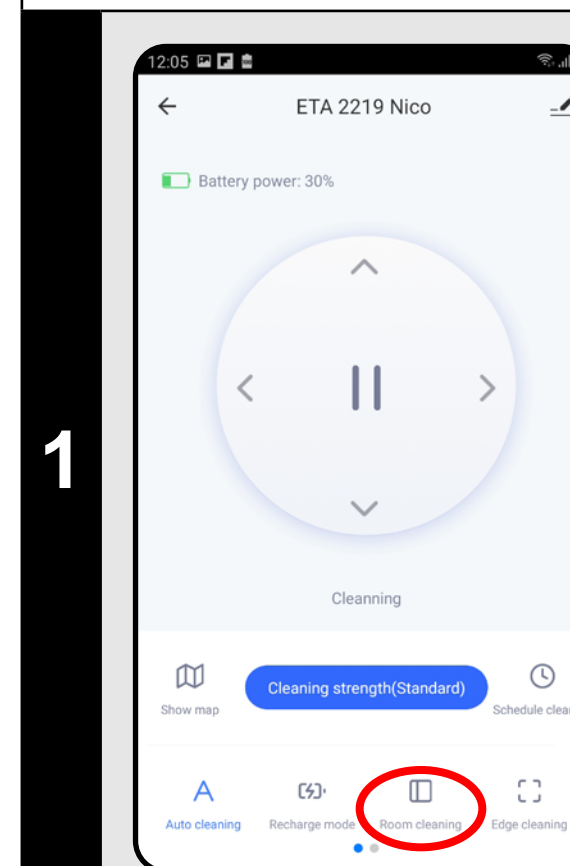 12:05
ETA 2219 Nico
Battery power: 30%
1
Cleanning
Cleaning strength(Standard)
Show map
Schedule clea
Auto cleaning
Recharge mode
Room cleaning
Edge cleaning